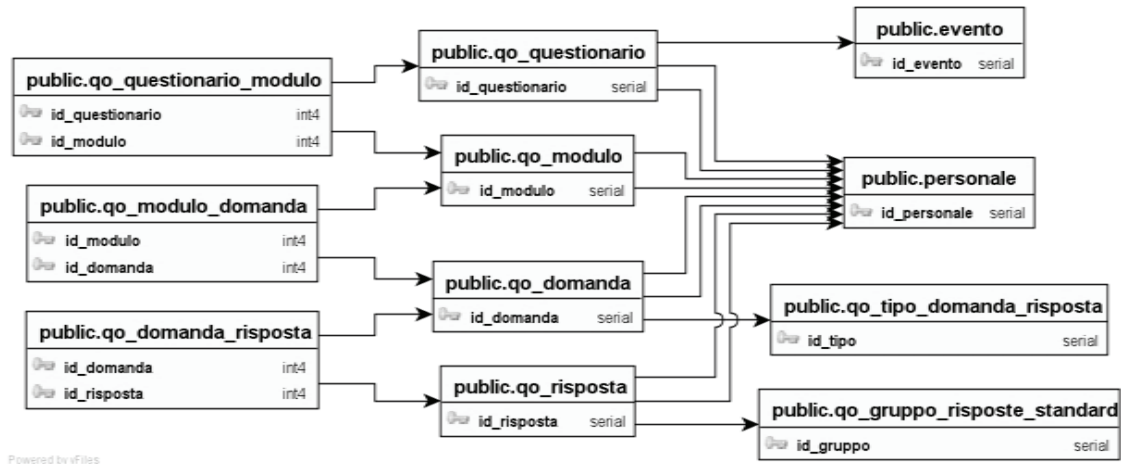 public.qo_questionario_modulo
id_questionario int4
id_modulo int4
public.qo_modulo_domanda
id_modulo int4
id_domanda int4
public.qo_domanda_risposta
id_domanda int4
id_risposta int4
public.qo_questionario
id_questionario serial
public.qo_modulo
id_modulo serial
public.qo_domanda
id_domanda serial
public.qo_risposta
id_risposta serial
public.evento
id_evento serial
public.personale
id_personale serial
public.qo_tipo_domanda_risposta
id_tipo serial
public.qo_gruppo_risposte_standard
id_gruppo serial
Powered by yFiles